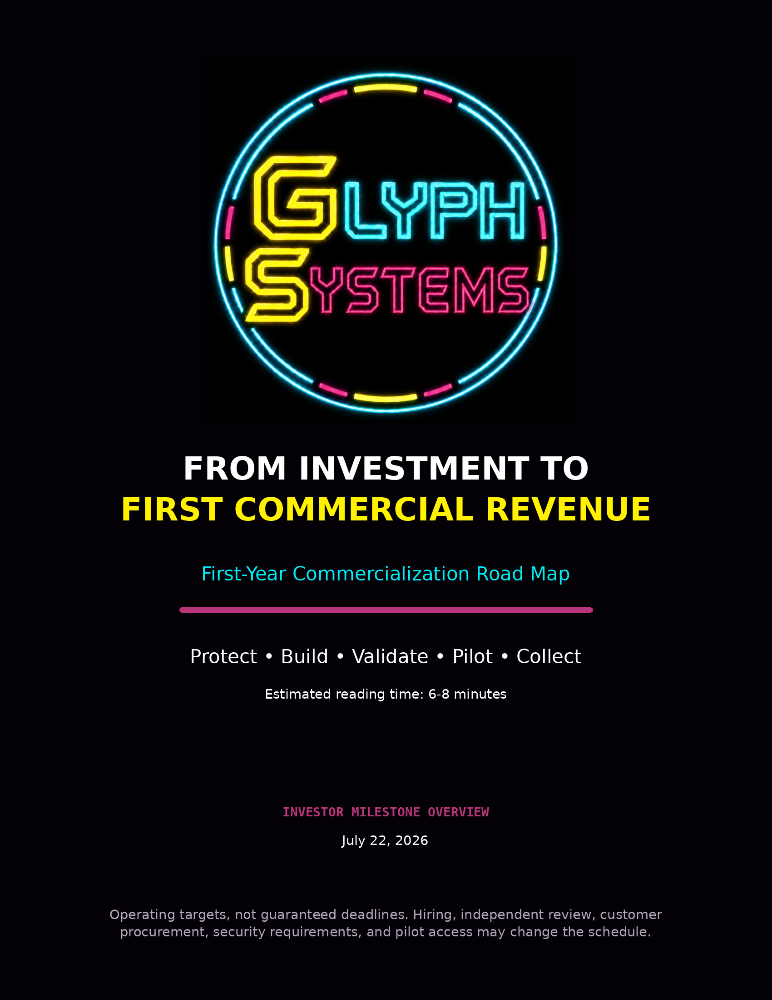 GLYPH
SYSTEMS
FROM INVESTMENT TO
FIRST COMMERCIAL REVENUE
First-Year Commercialization Road Map
Protect • Build • Validate • Pilot • Collect
Estimated reading time: 6-8 minutes
INVESTOR MILESTONE OVERVIEW
July 22, 2026
Operating targets, not guaranteed deadlines. Hiring, independent review, customer
procurement, security requirements, and pilot access may change the schedule.